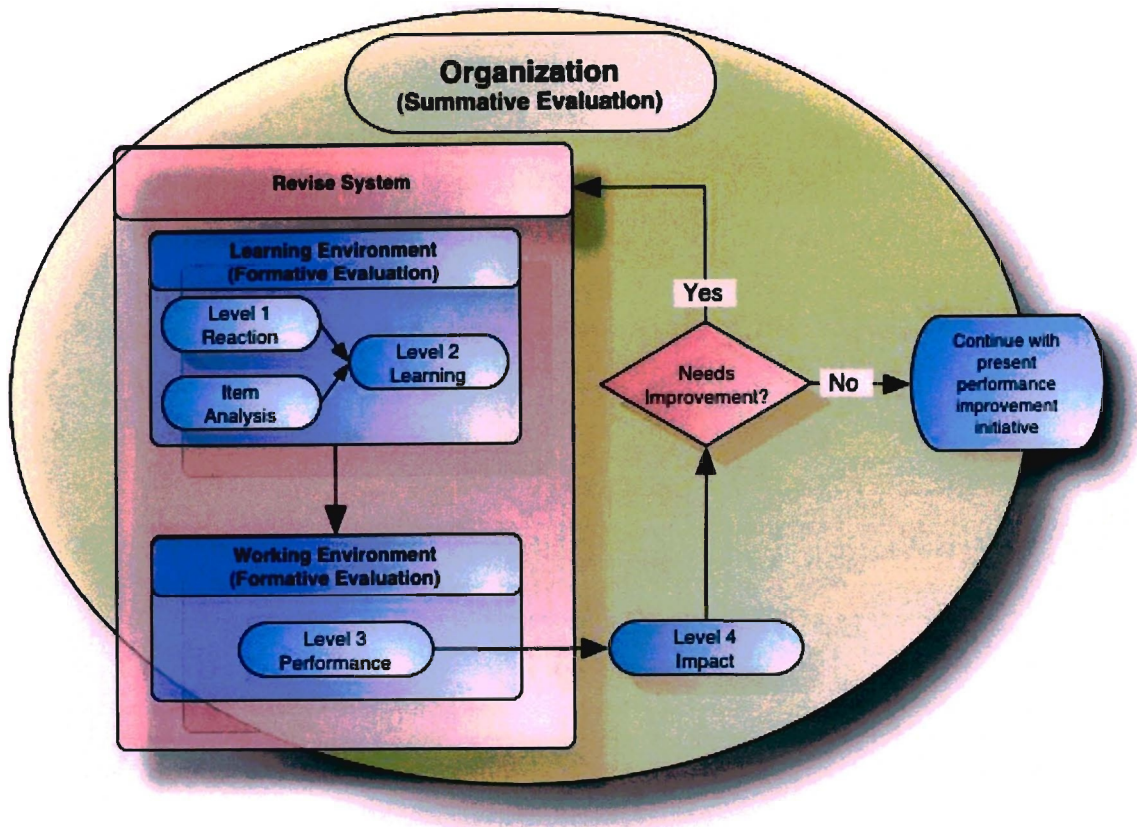 Organization
(Summative Evaluation)
Revise System
Learning Environment
(Formative Evaluation)
Level 1
Reaction
Level 2
Learning
Item
Analysis
Working Environment
(Formative Evaluation)
Level 3
Performance
Level 4
Impact
Needs
Improvement?
Yes
No
Continue with
present
performance
improvement
initiative